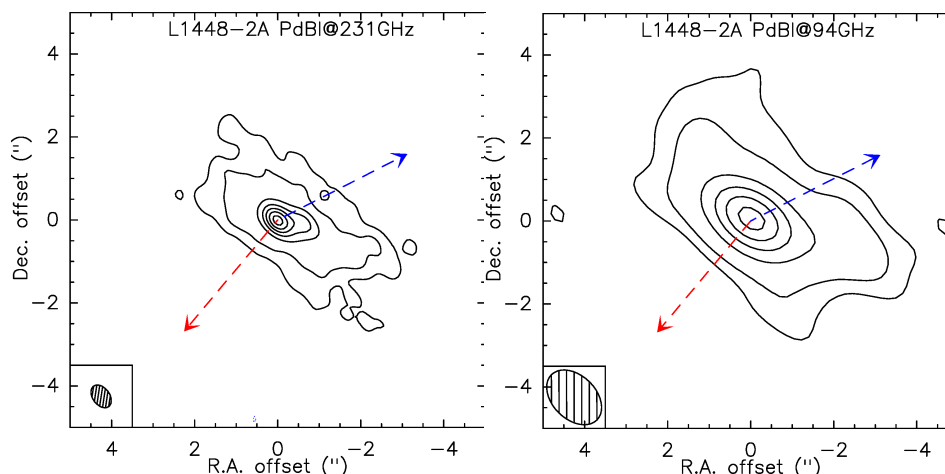 L1448-2A PdBI@231GHz
4
2
0
-2
-4
Dec. offset (")
4 2 0 -2 -4
R.A. offset (")
L1448-2A PdBI@94GHz
4
2
0
-2
-4
Dec. offset (")
4 2 0 -2 -4
R.A. offset (")